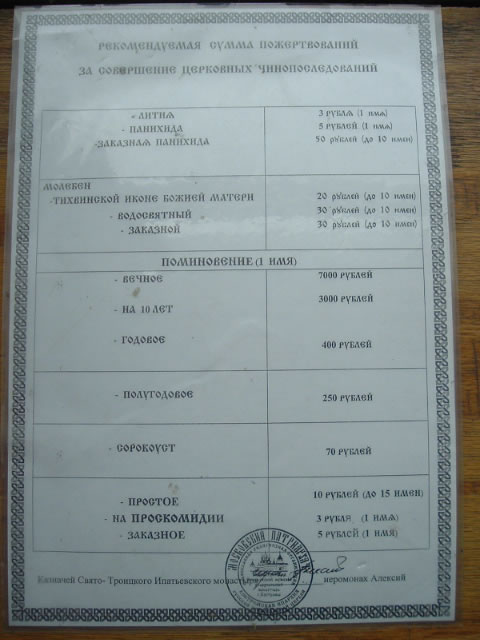 РЕКОМЕНДУЕМАЯ СУММА ПОЖЕРТВОВАНИЙ
ЗА СОВЕРШЕНИЕ ЦЕРКОВНЫХ ЧИНОПОСЛЕДОВАНИЙ
- ЛИТИЯ 3 РУБЛЯ (1 ИМЯ)
- ПАНИХИДА 5 РУБЛЕЙ (1 ИМЯ)
-ЗАКАЗНАЯ ПАНИХИДА 50 РУБЛЕЙ (ДО 10 ИМЕН)
МОЛЕБЕН
-ТИХВИНСКОЙ ИКОНЕ БОЖИЕЙ МАТЕРИ 20 РУБЛЕЙ (ДО 10 ИМЕН)
- ВОДОСВЯТНЫЙ 30 РУБЛЕЙ (ДО 10 ИМЕН)
- ЗАКАЗНОЙ 30 РУБЛЕЙ (ДО 10 ИМЕН)
ПОМИНОВЕНИЕ (1 ИМЯ)
- ВЕЧНОЕ 7000 РУБЛЕЙ
- НА 10 ЛЕТ 3000 РУБЛЕЙ
- ГОДОВОЕ 400 РУБЛЕЙ
- ПОЛУГОДОВОЕ 250 РУБЛЕЙ
- СОРОКОУСТ 70 РУБЛЕЙ
- ПРОСТОЕ 10 РУБЛЕЙ (ДО 15 ИМЕН)
- НА ПРОСКОМИДИИ 3 РУБЛЯ (1 ИМЯ)
- ЗАКАЗНОЕ 5 РУБЛЕЙ (1 ИМЯ)
МОСКОВСКИЙ ПАТРИАРХАТ
Казначей Свято- Троицкого Ипатьевского монастыря иеромонах Алексий